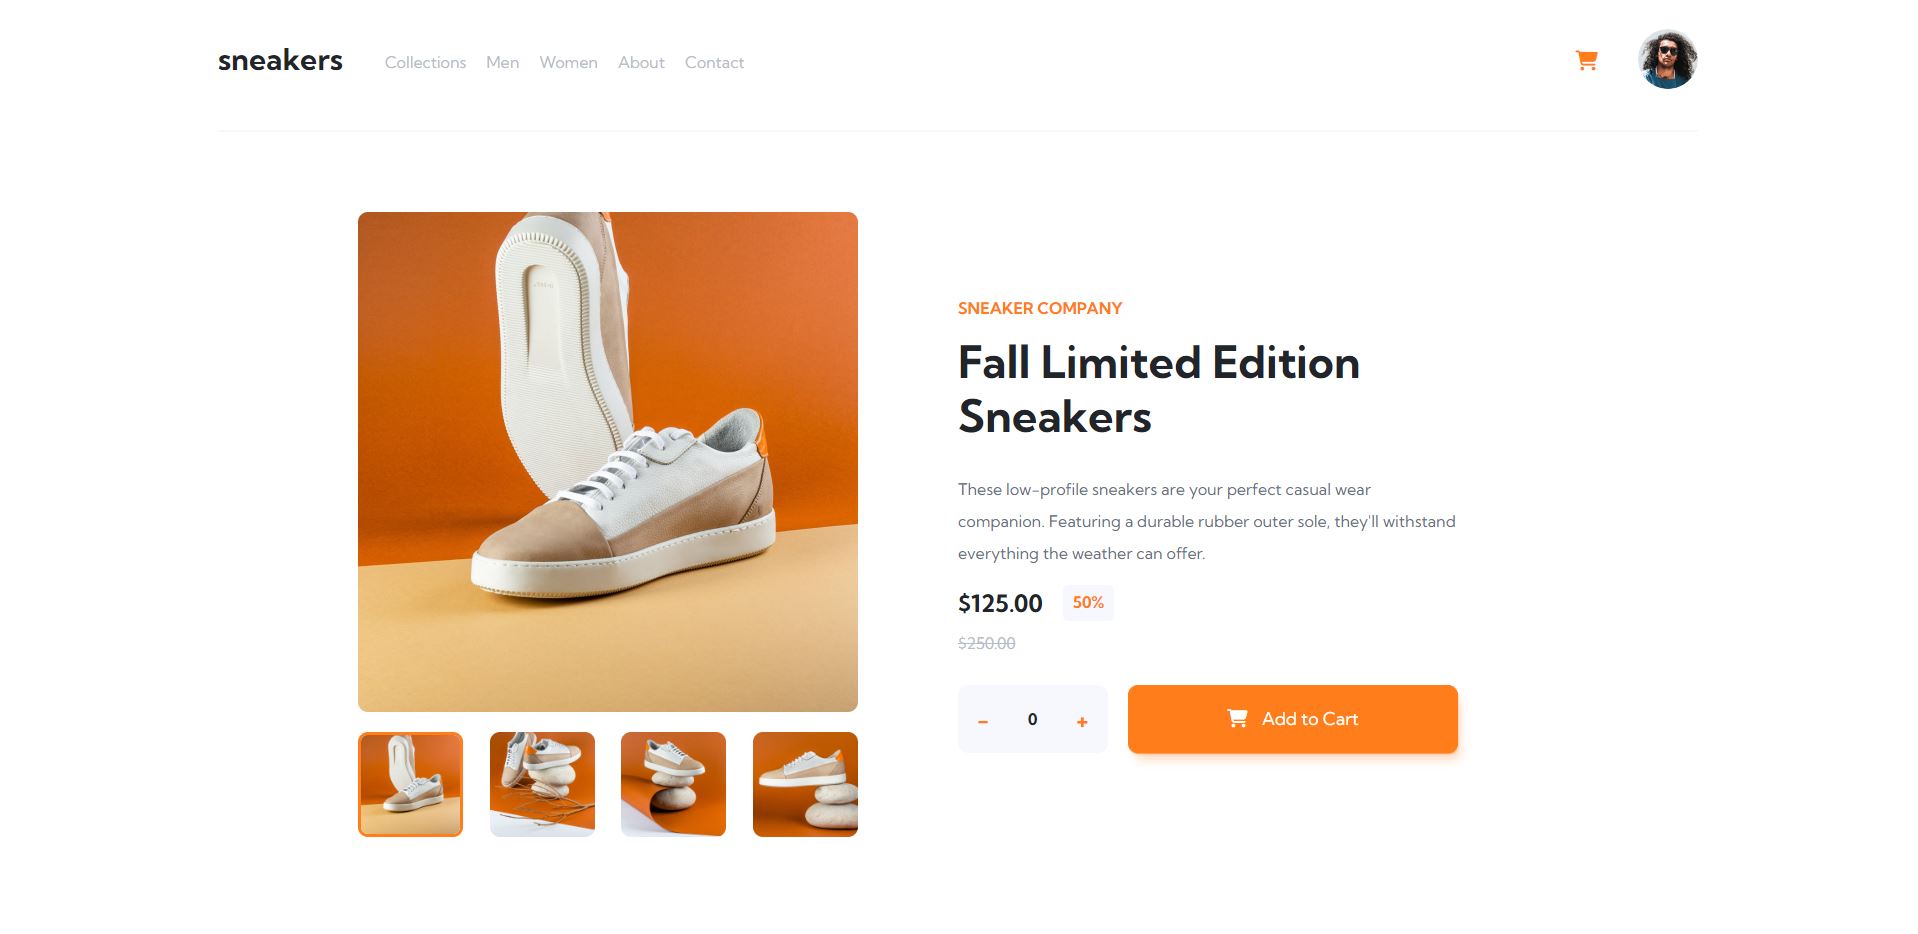 sneakers
Collections Men Women About Contact
SNEAKER COMPANY
Fall Limited Edition
Sneakers
These low-profile sneakers are your perfect casual wear
companion. Featuring a durable rubber outer sole, they'll withstand
everything the weather can offer.
$125.00 50%
$250.00
- 0 +
Add to Cart